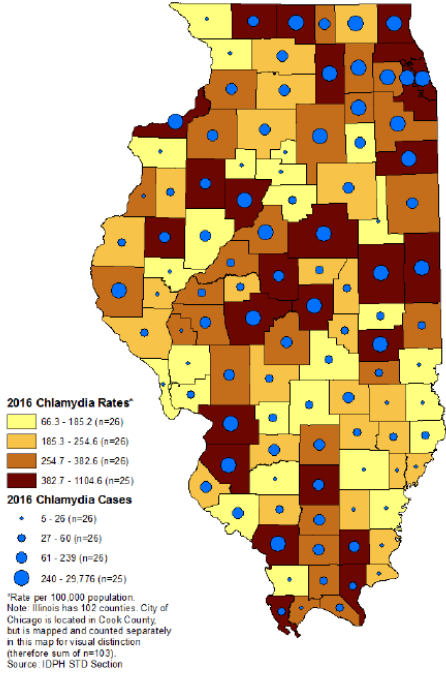 2016 Chlamydia Rates*
66.3 - 185.2 (n=26)
185.3 - 254.6 (n=26)
254.7 - 382.6 (n=26)
382.7 - 1104.6 (n=25)
2016 Chlamydia Cases
5 - 26 (n=26)
27 - 60 (n=26)
61 - 239 (n=26)
240 - 29,776 (n=25)
*Rate per 100,000 population.
Note: Illinois has 102 counties. City of
Chicago is located in Cook County,
but is mapped and counted separately
in this map for visual distinction
(therefore sum of n=103).
Source: IDPH STD Section